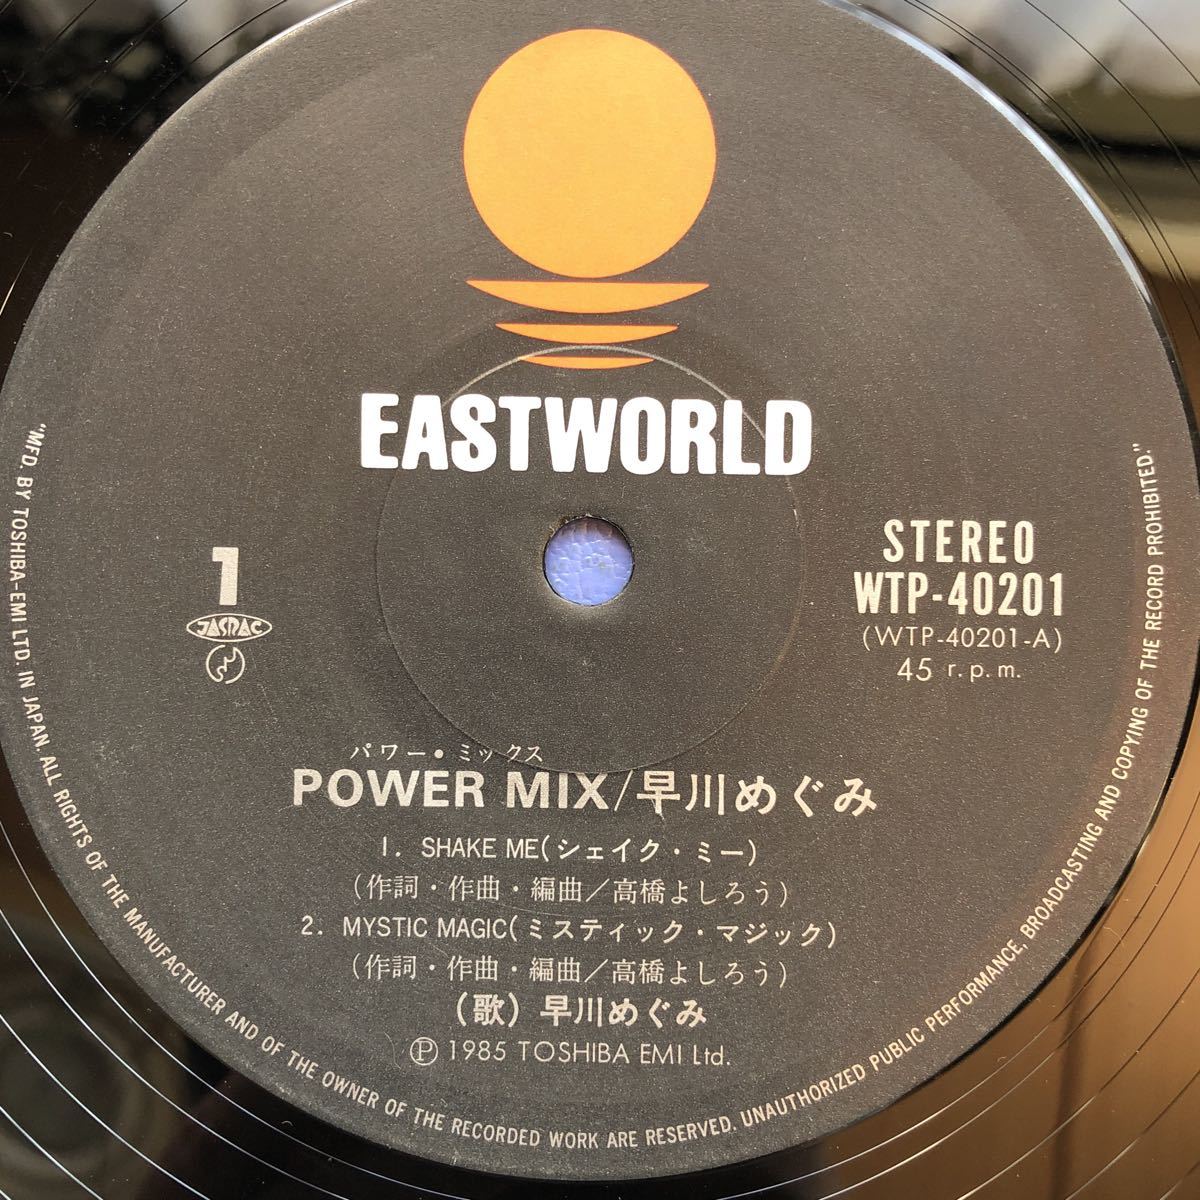 EASTWORLD
1
JASRAC
STEREO
WTP-40201
(WTP-40201-A)
45 r.p.m.
パワー・ミックス
POWER MIX/早川めぐみ
1. SHAKE ME(シェイク・ミー)
(作詞・作曲・編曲/高橋よしろう)
2. MYSTIC MAGIC(ミスティック・マジック)
(作詞・作曲・編曲/高橋よしろう)
(歌)早川めぐみ
Ⓟ 1985 TOSHIBA EMI Ltd.
"MFD. BY TOSHIBA-EMI LTD. IN JAPAN. ALL RIGHTS OF THE MANUFACTURER AND OF THE OWNER OF THE RECORDED WORK ARE RESERVED. UNAUTHORIZED PUBLIC PERFORMANCE, BROADCASTING AND COPYING OF THE RECORD PROHIBITED."